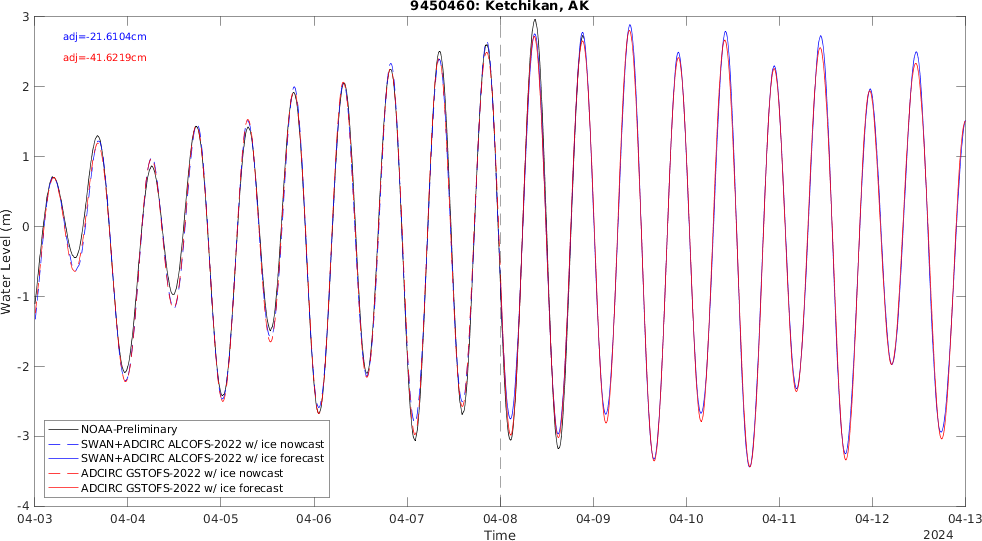 9450460: Ketchikan, AK
adj=-21.6104cm
adj=-41.6219cm
3
2
1
0
-1
-2
-3
-4
Water Level (m)
NOAA-Preliminary
SWAN+ADCIRC ALCOFS-2022 w/ ice nowcast
SWAN+ADCIRC ALCOFS-2022 w/ ice forecast
ADCIRC GSTOFS-2022 w/ ice nowcast
ADCIRC GSTOFS-2022 w/ ice forecast
04-03 04-04 04-05 04-06 04-07 04-08 04-09 04-10 04-11 04-12 04-13
Time
2024